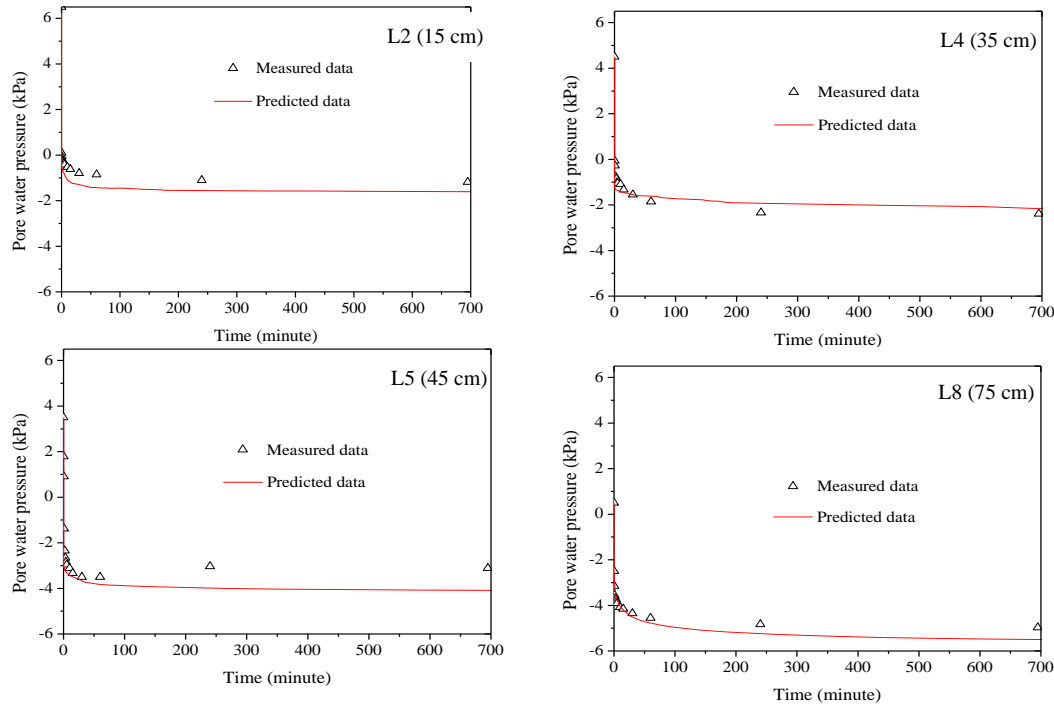 L2 (15 cm)
Measured data
Predicted data
Pore water pressure (kPa)
6
4
2
0
-2
-4
-6
0 100 200 300 400 500 600 700
Time (minute)
L4 (35 cm)
Measured data
Predicted data
Pore water pressure (kPa)
6
4
2
0
-2
-4
-6
0 100 200 300 400 500 600 700
Time (minute)
L5 (45 cm)
Measured data
Predicted data
Pore water pressure (kPa)
6
4
2
0
-2
-4
-6
0 100 200 300 400 500 600 700
Time (minute)
L8 (75 cm)
Measured data
Predicted data
Pore water pressure (kPa)
6
4
2
0
-2
-4
-6
0 100 200 300 400 500 600 700
Time (minute)